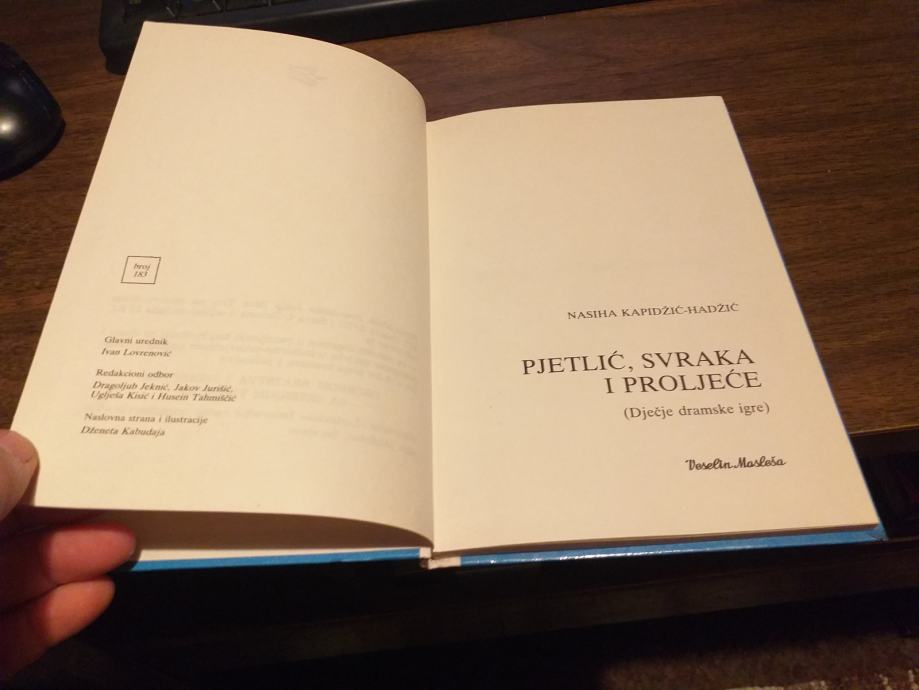 broj
183
Glavni urednik
Ivan Lovrenović
Redakcioni odbor
Dragoljub Jeknić, Jakov Jurišić,
Uglješa Kisić i Husein Tahmiščić
Naslovna strana i ilustracije
Dženeta Kabudaja
NASIHA KAPIDŽIĆ-HADŽIĆ
PJETLIĆ, SVRAKA
I PROLJEĆE
(Dječje dramske igre)
Veselin Masleša